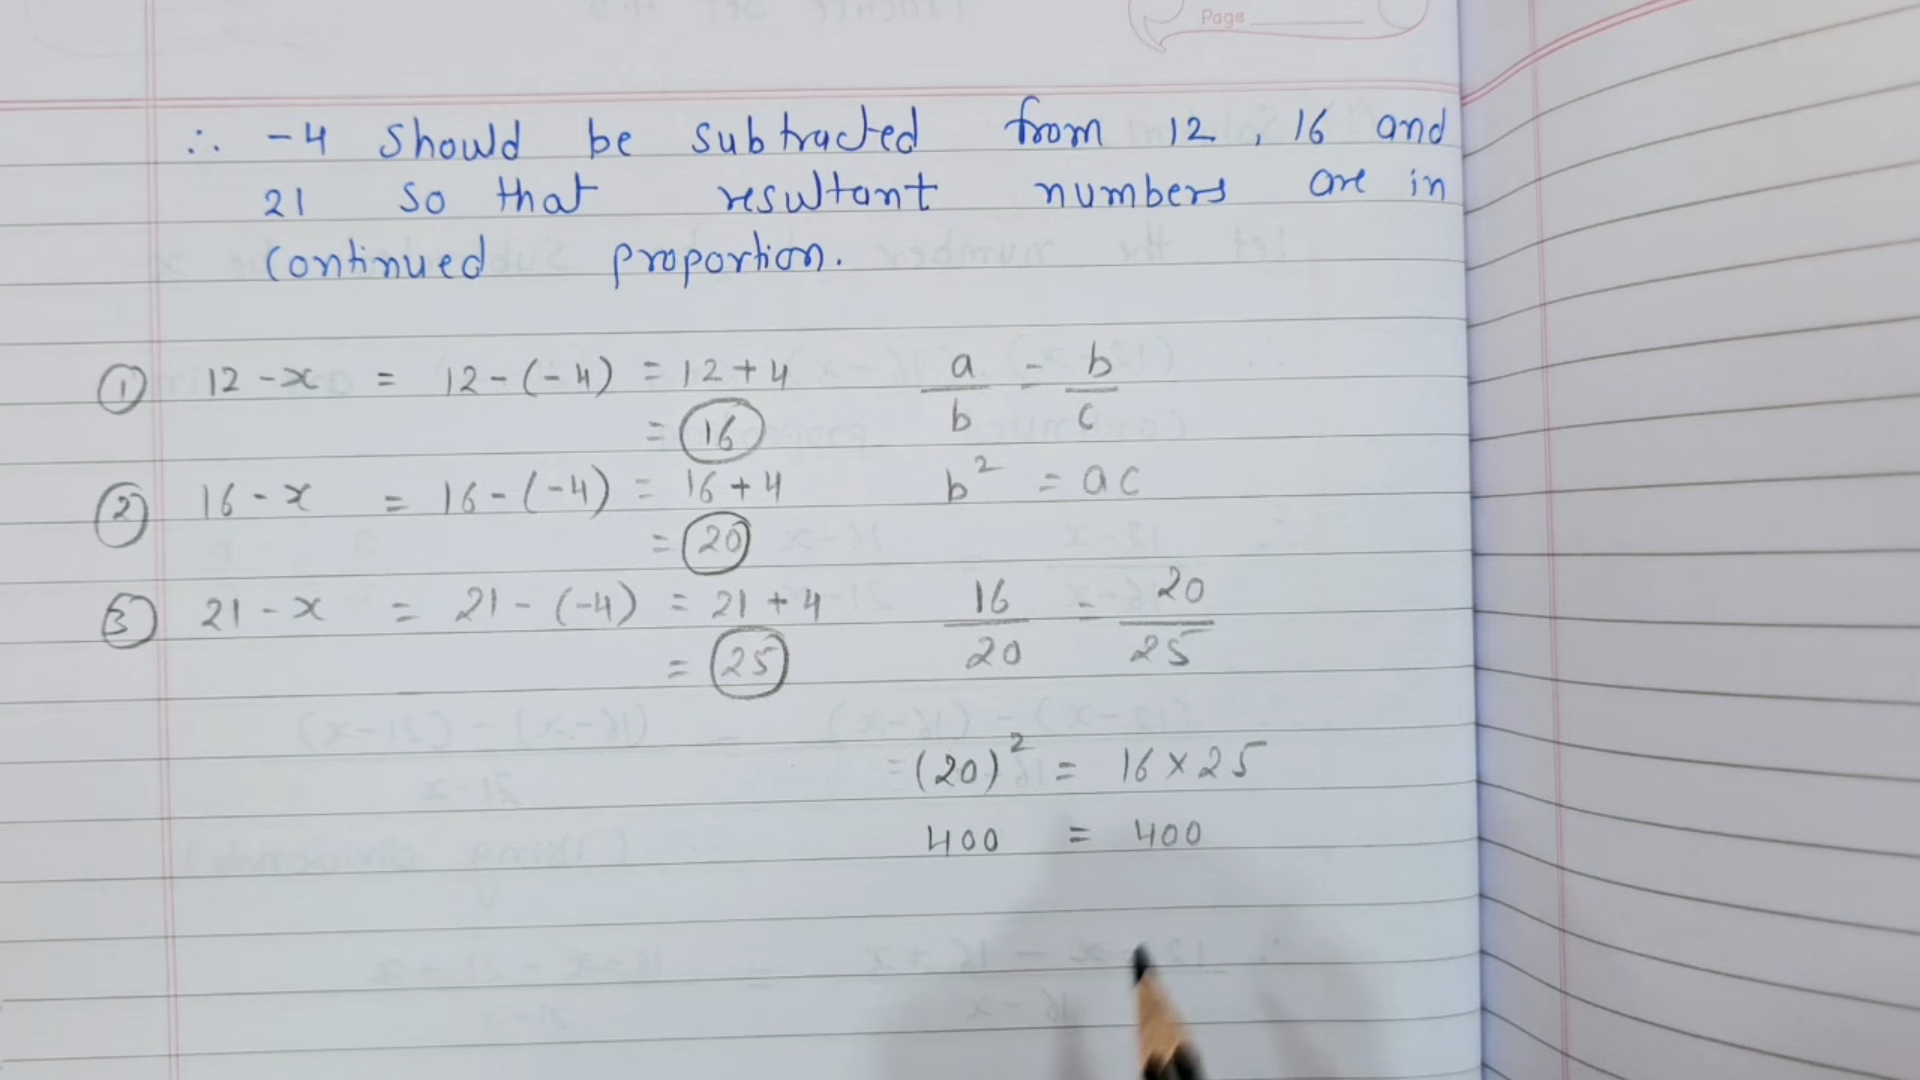 Page
∴ -4 should be subtracted from 12, 16 and
21 so that resultant numbers are in
continued proportion.
① 12 - x = 12 - (-4) = 12 + 4
= 16
② 16 - x = 16 - (-4) = 16 + 4
= 20
③ 21 - x = 21 - (-4) = 21 + 4
= 25
a/b = b/c
b² = ac
16/20 = 20/25
= (20)² = 16 × 25
400 = 400